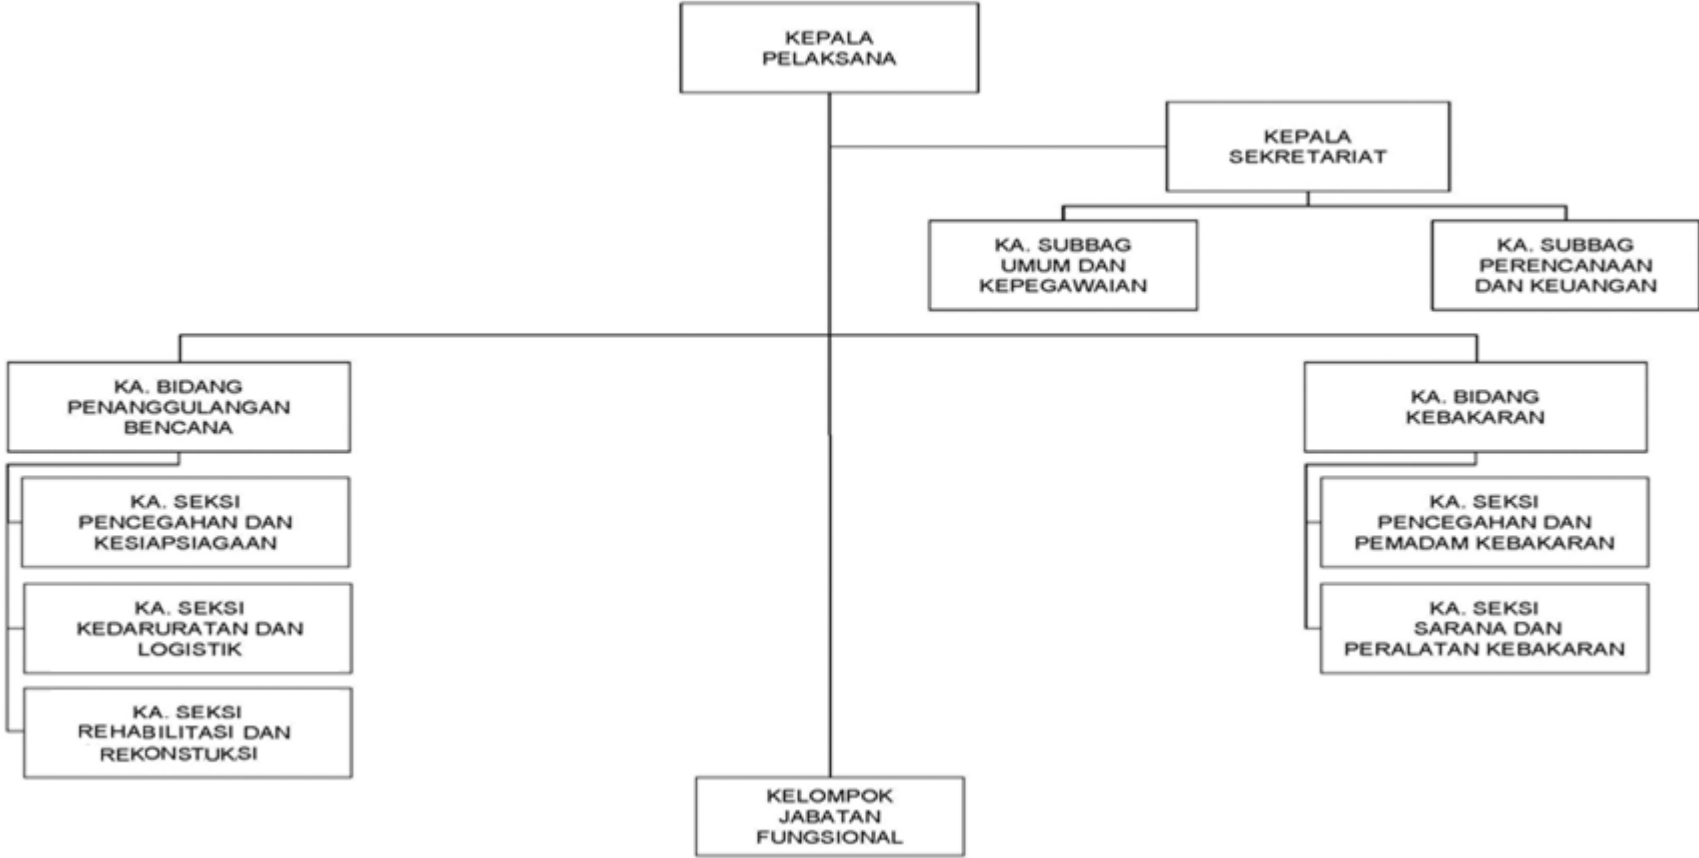 KEPALA
PELAKSANA
KEPALA
SEKRETARIAT
KA. SUBBAG
UMUM DAN
KEPEGAWAIAN
KA. SUBBAG
PERENCANAAN
DAN KEUANGAN
KA. BIDANG
PENANGGULANGAN
BENCANA
KA. BIDANG
KEBAKARAN
KA. SEKSI
PENCEGAHAN DAN
KESIAPSIAGAAN
KA. SEKSI
PENCEGAHAN DAN
PEMADAM KEBAKARAN
KA. SEKSI
KEDARURATAN DAN
LOGISTIK
KA. SEKSI
SARANA DAN
PERALATAN KEBAKARAN
KA. SEKSI
REHABILITASI DAN
REKONSTUKSI
KELOMPOK
JABATAN
FUNGSIONAL